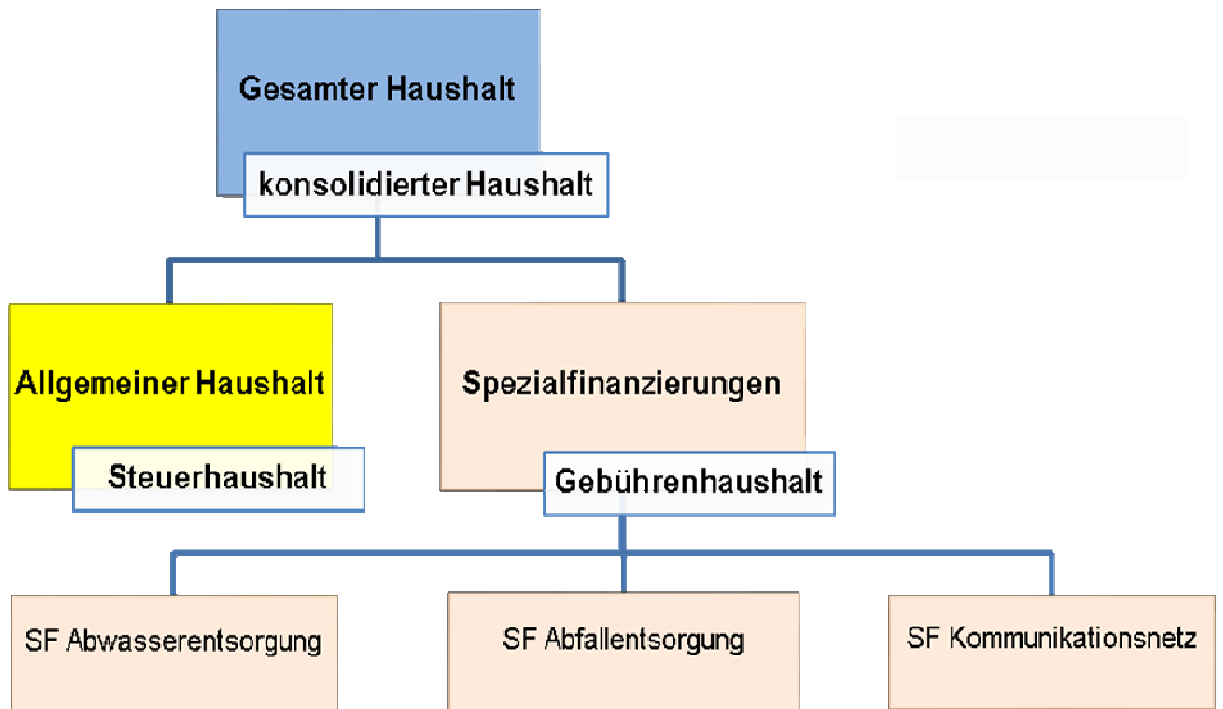 Gesamter Haushalt
konsolidierter Haushalt
Allgemeiner Haushalt
Steuerhaushalt
Spezialfinanzierungen
Gebührenhaushalt
SF Abwasserentsorgung
SF Abfallentsorgung
SF Kommunikationsnetz